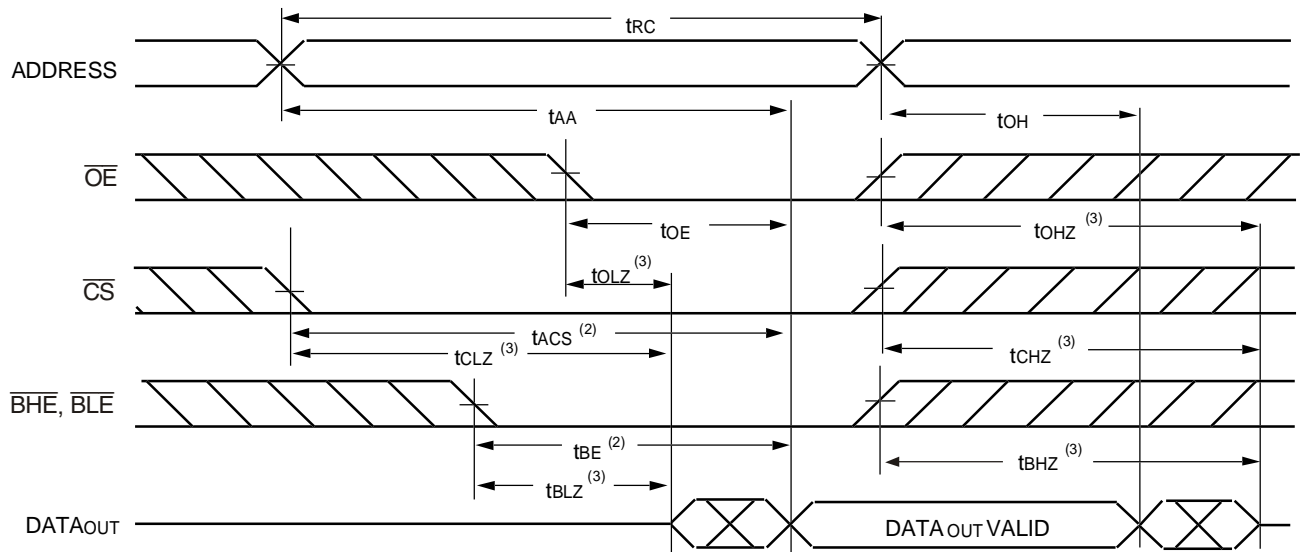 tRC
ADDRESS
tAA
tOH
OE
tOE
tOHZ (3)
tOLZ (3)
CS
tACS (2)
tCLZ (3)
tCHZ (3)
BHE, BLE
tBE (2)
tBHZ (3)
tBLZ (3)
DATAOUT
DATA OUT VALID